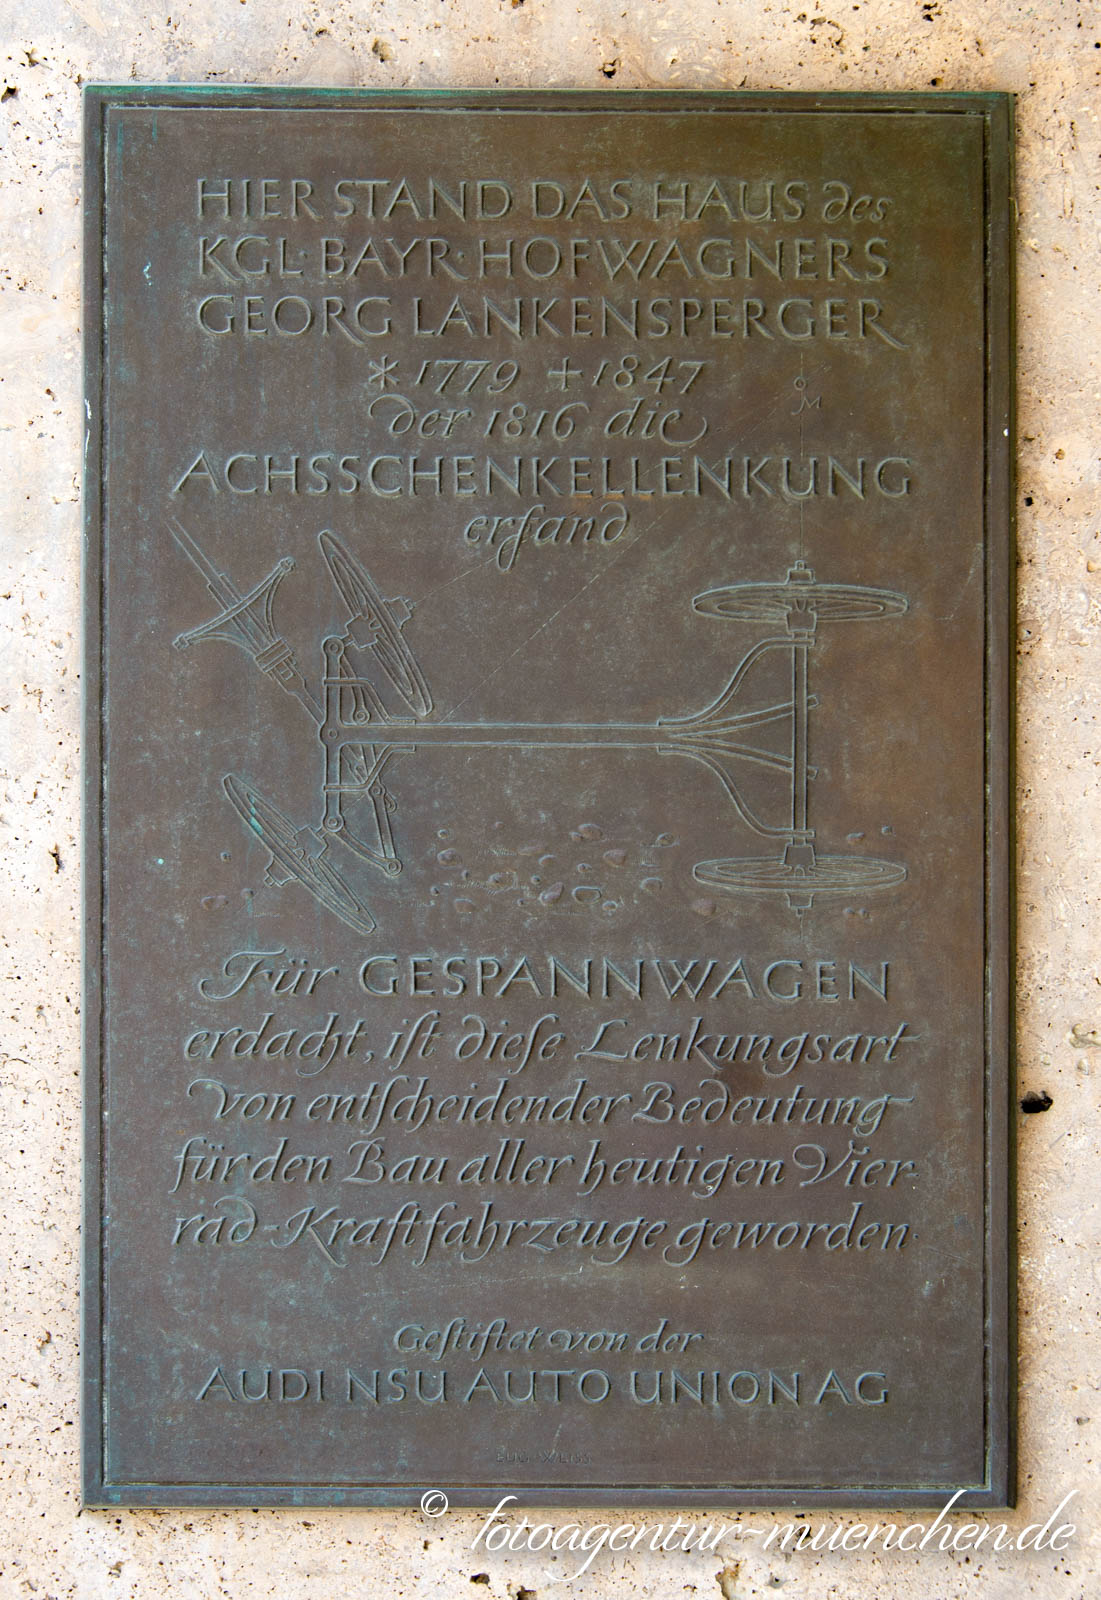 HIER STAND DAS HAUS des
KGL· BAYR· HOFWAGNERS
GEORG LANKENSPERGER
* 1779 + 1847
der 1816 die
ACHSSCHENKELLENKUNG
erfand
M
Für GESPANNWAGEN
erdacht, iſt dieſe Lenkungsart
von entſcheidender Bedeutung
für den Bau aller heutigen Vier-
rad-Kraftfahrzeuge geworden·
Geſtiftet von der
AUDI NSU AUTO UNION AG
EUG·WEISS
© fotoagentur-muenchen.de